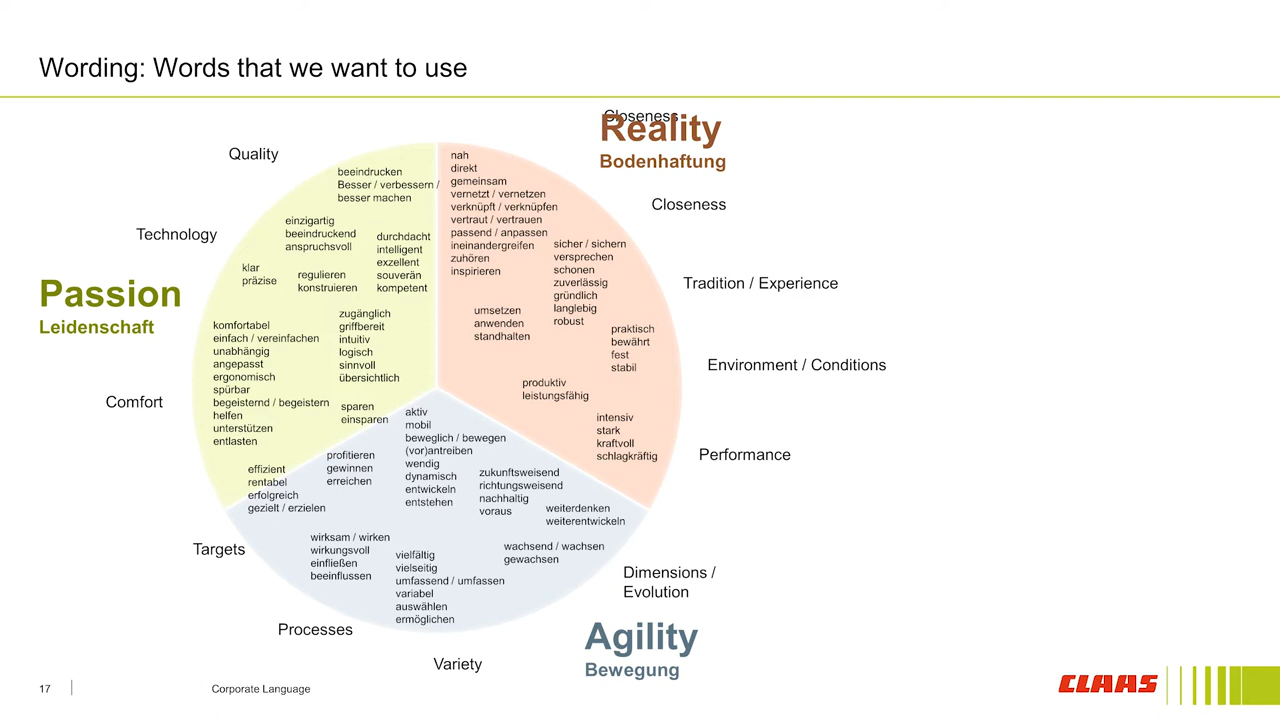 Wording: Words that we want to use
Closeness
Reality
Bodenhaftung
Quality
Technology
Passion
Leidenschaft
Comfort
Targets
Processes
Variety
Closeness
Tradition / Experience
Environment / Conditions
Performance
Dimensions /
Evolution
Agility
Bewegung
beeindrucken
Besser / verbessern /
besser machen
einzigartig
beeindruckend
anspruchsvoll
durchdacht
intelligent
exzellent
souverän
kompetent
klar
präzise
regulieren
konstruieren
zugänglich
griffbereit
intuitiv
logisch
sinnvoll
übersichtlich
komfortabel
einfach / vereinfachen
unabhängig
angepasst
ergonomisch
spürbar
begeisternd / begeistern
helfen
unterstützen
entlasten
sparen
einsparen
effizient
rentabel
erfolgreich
gezielt / erzielen
profitieren
gewinnen
erreichen
nah
direkt
gemeinsam
vernetzt / vernetzen
verknüpft / verknüpfen
vertraut / vertrauen
passend / anpassen
ineinandergreifen
zuhören
inspirieren
sicher / sichern
versprechen
schonen
zuverlässig
gründlich
langlebig
robust
umsetzen
anwenden
standhalten
praktisch
bewährt
fest
stabil
produktiv
leistungsfähig
intensiv
stark
kraftvoll
schlagkräftig
aktiv
mobil
beweglich / bewegen
(vor)antreiben
wendig
dynamisch
entwickeln
entstehen
zukunftsweisend
richtungsweisend
nachhaltig
voraus
weiterdenken
weiterentwickeln
wachsend / wachsen
gewachsen
wirksam / wirken
wirkungsvoll
einfließen
beeinflussen
vielfältig
vielseitig
umfassend / umfassen
variabel
auswählen
ermöglichen
17
Corporate Language
CLAAS